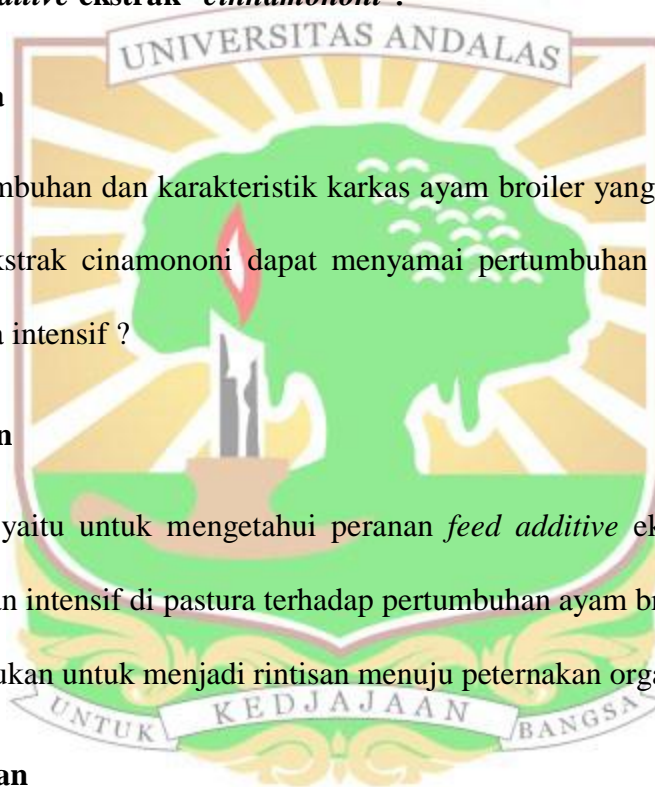 ditive ekstrak "cinnamononi".
UNIVERSITAS ANDALAS
a
mbuhan dan karakteristik karkas ayam broiler yang
kstrak cinamononi dapat menyamai pertumbuhan
a intensif ?
n
yaitu untuk mengetahui peranan feed additive ek
an intensif di pastura terhadap pertumbuhan ayam br
ukan untuk menjadi rintisan menuju peternakan orga
UNTUK KEDJAJAAN BANGSA
an